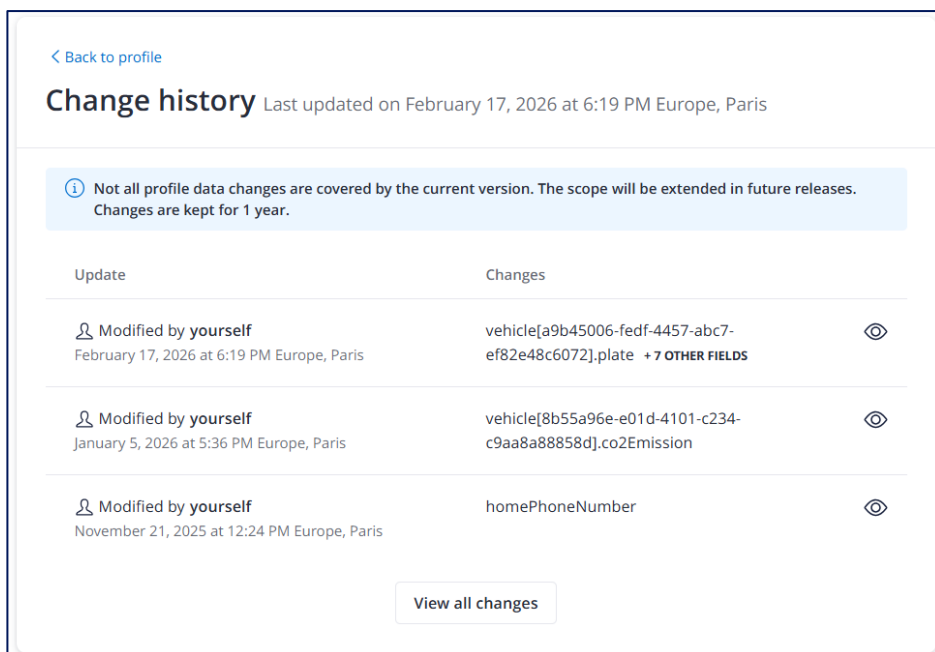 Back to profile
Change history Last updated on February 17, 2026 at 6:19 PM Europe, Paris
Not all profile data changes are covered by the current version. The scope will be extended in future releases.
Changes are kept for 1 year.
Update Changes
Modified by yourself
February 17, 2026 at 6:19 PM Europe, Paris
vehicle[a9b45006-fedf-4457-abc7-
ef82e48c6072].plate + 7 OTHER FIELDS
Modified by yourself
January 5, 2026 at 5:36 PM Europe, Paris
vehicle[8b55a96e-e01d-4101-c234-
c9aa8a88858d].co2Emission
Modified by yourself
November 21, 2025 at 12:24 PM Europe, Paris
homePhoneNumber
View all changes